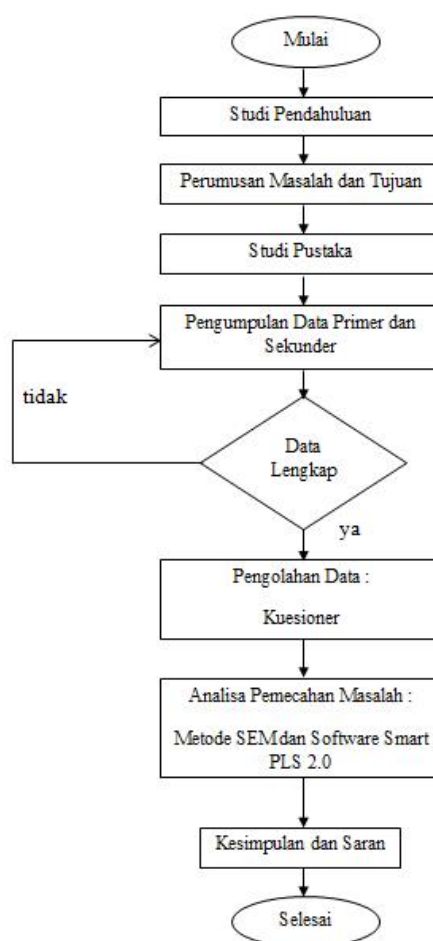 Mulai
Studi Pendahuluan
Perumusan Masalah dan Tujuan
Studi Pustaka
Pengumpulan Data Primer dan
Sekunder
tidak
Data
Lengkap
ya
Pengolahan Data :
Kuesioner
Analisa Pemecahan Masalah :
Metode SEM dan Software Smart
PLS 2.0
Kesimpulan dan Saran
Selesai